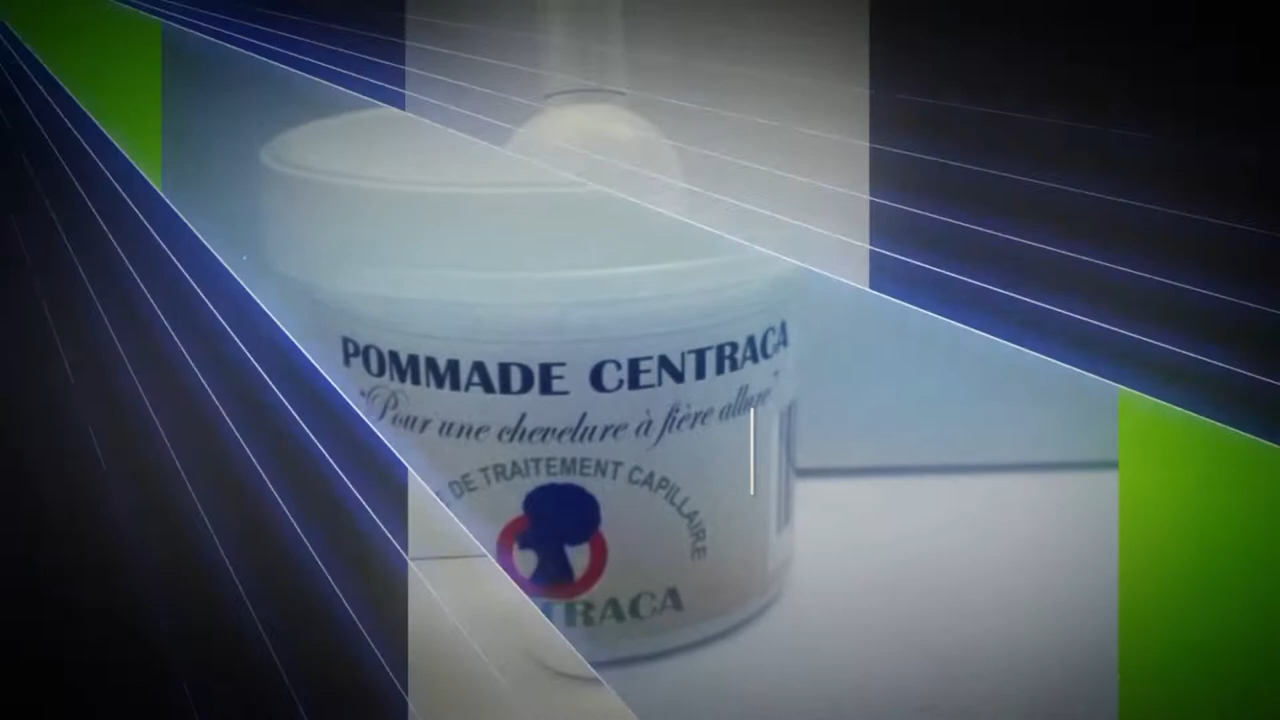 POMMADE CENTRACA
"Pour une chevelure à fière allure"
DE TRAITEMENT CAPILLAIRE
TRACA